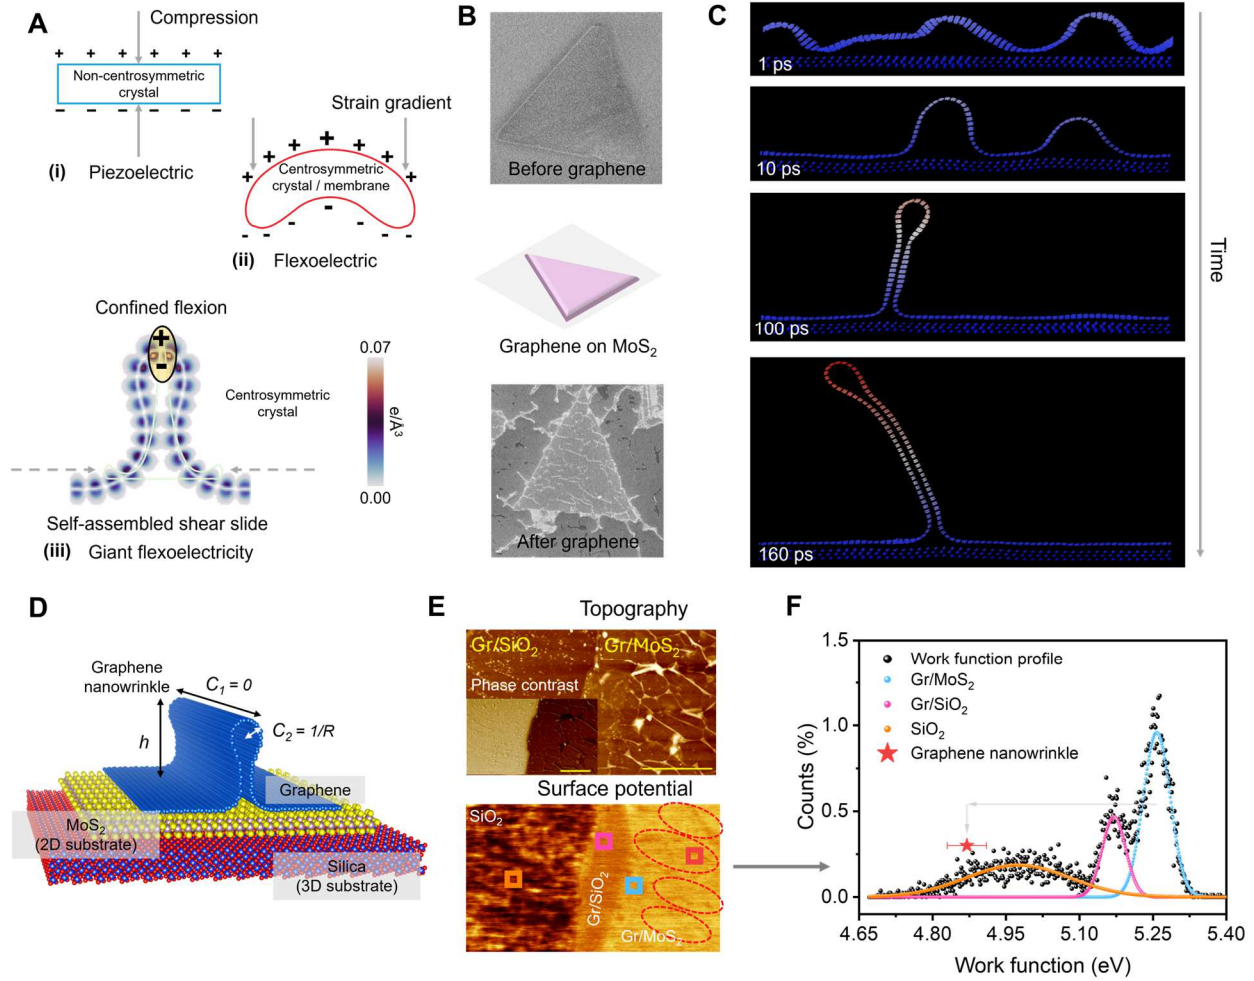 A
Compression
+ + + + + +
Non-centrosymmetric
crystal
- - - - - -
(i) Piezoelectric
Strain gradient
+ + + + + + +
+ +
Centrosymmetric
crystal / membrane
-
- -
- - - -
(ii) Flexoelectric
Confined flexion
+
-
0.07
e/Å³
0.00
Centrosymmetric
crystal
Self-assembled shear slide
(iii) Giant flexoelectricity
B
Before graphene
Graphene on MoS₂
After graphene
C
1 ps
10 ps
100 ps
160 ps
Time
D
Graphene
nanowrinkle
C₁ = 0
C₂ = 1/R
h
Graphene
MoS₂
(2D substrate)
Silica
(3D substrate)
E
Topography
Gr/SiO₂
Gr/MoS₂
Phase contrast
Surface potential
SiO₂
Gr/SiO₂
Gr/MoS₂
F
1.5
1.0
0.5
0.0
Counts (%)
Work function profile
Gr/MoS₂
Gr/SiO₂
SiO₂
Graphene nanowrinkle
4.65 4.80 4.95 5.10 5.25 5.40
Work function (eV)